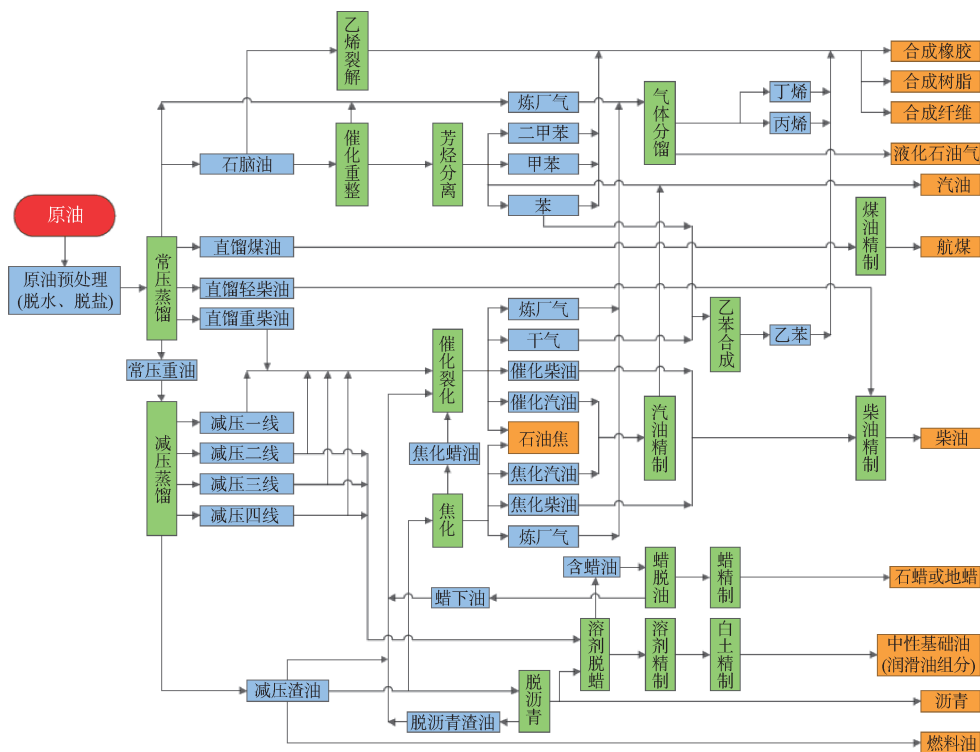 乙烯裂解
合成橡胶
合成树脂
合成纤维
炼厂气
气体分馏
丁烯
丙烯
催化重整
芳烃分离
二甲苯
石脑油
甲苯
液化石油气
汽油
苯
原油
煤油精制
常压蒸馏
直馏煤油
航煤
原油预处理
(脱水、脱盐)
直馏轻柴油
直馏重柴油
炼厂气
乙苯合成
催化裂化
干气
乙苯
常压重油
催化柴油
减压蒸馏
催化汽油
汽油精制
柴油精制
减压一线
石油焦
柴油
减压二线
焦化蜡油
焦化汽油
减压三线
焦化
焦化柴油
减压四线
炼厂气
含蜡油
蜡脱油
蜡精制
石蜡或地蜡
蜡下油
溶剂脱蜡
溶剂精制
白土精制
中性基础油
(润滑油组分)
减压渣油
脱沥青
沥青
脱沥青渣油
燃料油